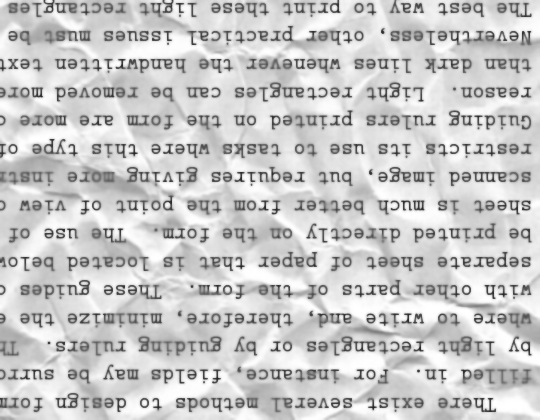 There exist several methods to design form
filled in. For instance, fields may be surro
by light rectangles or by guiding rulers. Th
where to write and, therefore, minimize the e
with other parts of the form. These guides c
separate sheet of paper that is located below
be printed directly on the form. The use of
sheet is much better from the point of view o
scanned image, but requires giving more instr
restricts its use to tasks where this type of
Guiding rulers printed on the form are more c
reason. Light rectangles can be removed more
than dark lines whenever the handwritten text
Nevertheless, other practical issues must be
The best way to print these light rectangles